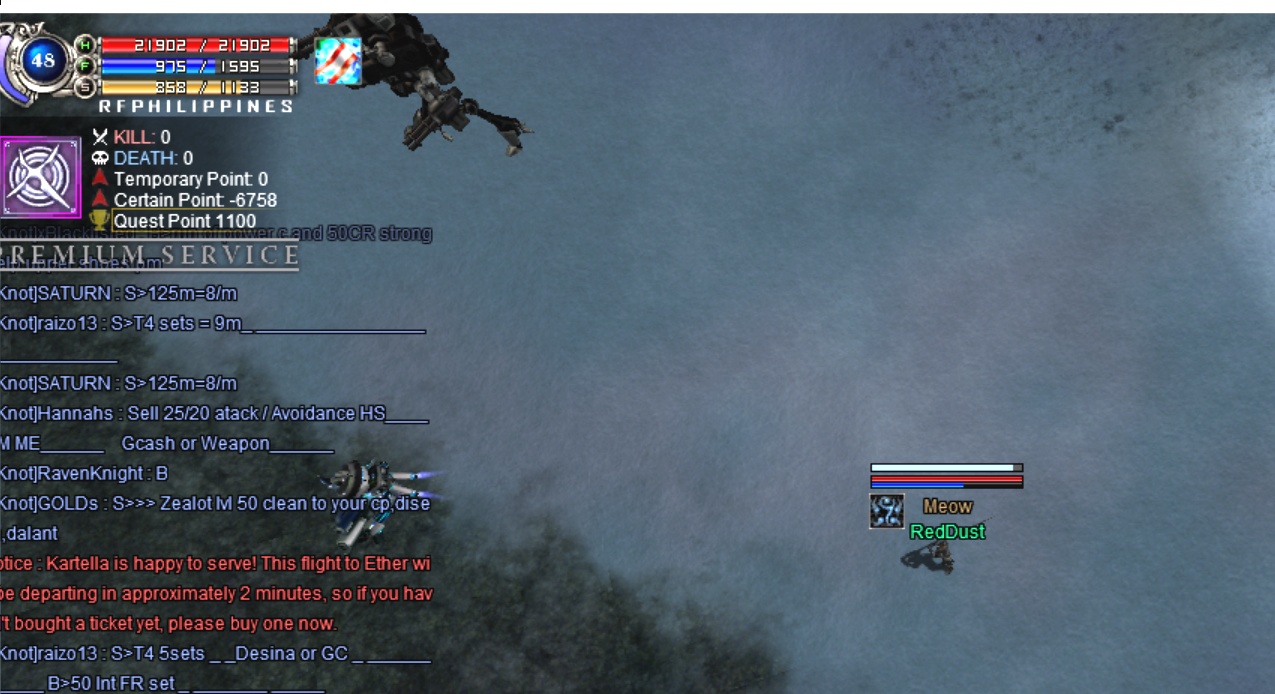 48
H 21902 / 21902
F 975 / 1595
S 858 / 1133
RFPHILIPPINES
KILL: 0
DEATH: 0
Temporary Point: 0
Certain Point: -6758
Quest Point 1100
c and 50CR strong
PREMIUM SERVICE
Knot]SATURN : S>125m=8/m
Knot]raizo13 : S>T4 sets = 9m_ _________________
____________
Knot]SATURN : S>125m=8/m
Knot]Hannahs : Sell 25/20 atack / Avoidance HS____
M ME______ Gcash or Weapon______
Knot]RavenKnight : B
Knot]GOLDs : S>>> Zealot M 50 clean to your cp,dise
,dalant
otice : Kartella is happy to serve! This flight to Ether wi
be departing in approximately 2 minutes, so if you hav
't bought a ticket yet, please buy one now.
Knot]raizo13 : S>T4 5sets _ _Desina or GC _ ______
____ B>50 Int FR set _ _______ _____
Meow
RedDust